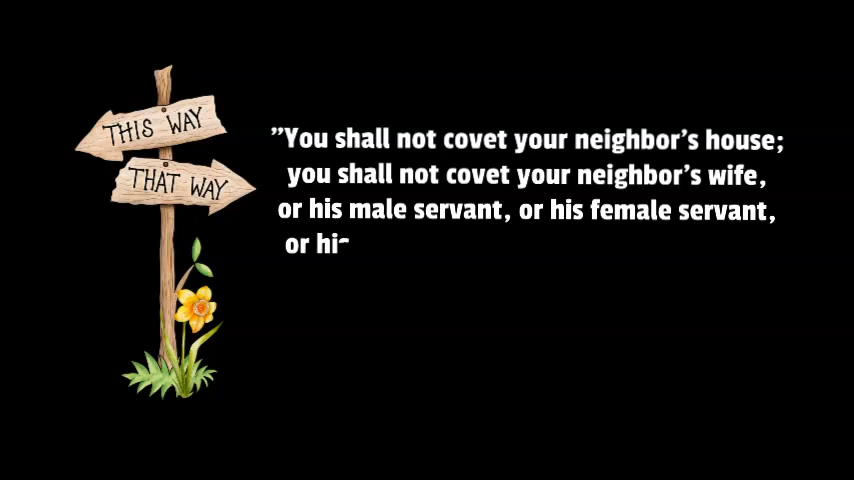 THIS WAY
THAT WAY
”You shall not covet your neighbor’s house;
you shall not covet your neighbor’s wife,
or his male servant, or his female servant,
or hi